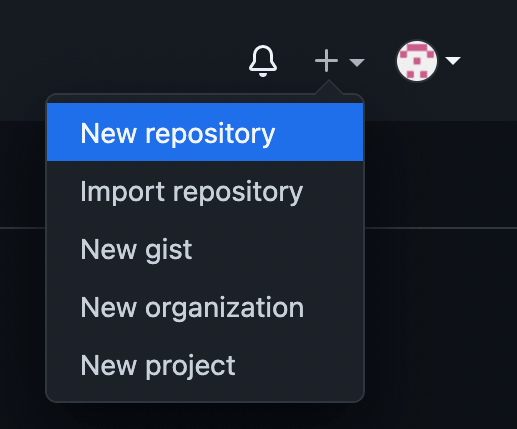 New repository
Import repository
New gist
New organization
New project